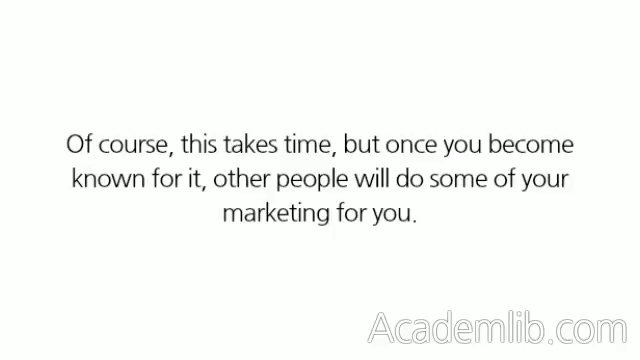 Of course, this takes time, but once you become
known for it, other people will do some of your
marketing for you.
Academlib.com